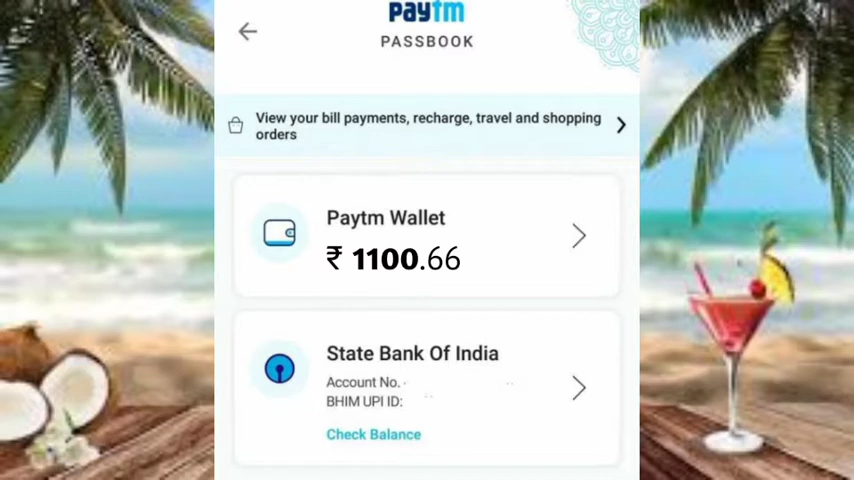 paytm
PASSBOOK
View your bill payments, recharge, travel and shopping
orders
Paytm Wallet
₹ 1100.66
State Bank Of India
Account No.
BHIM UPI ID:
Check Balance